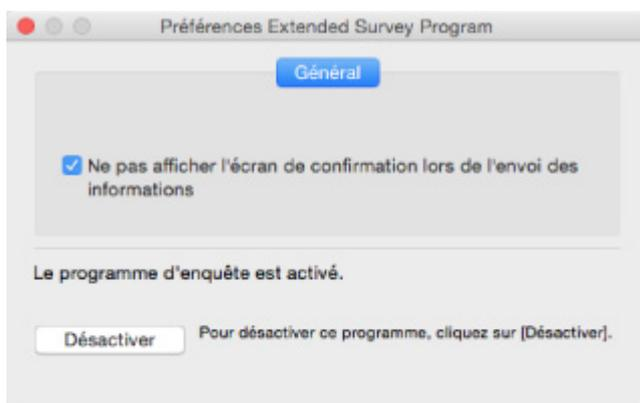 Préférences Extended Survey Program
Général
Ne pas afficher l'écran de confirmation lors de l'envoi des
informations
Le programme d'enquête est activé.
Désactiver
Pour désactiver ce programme, cliquez sur [Désactiver].